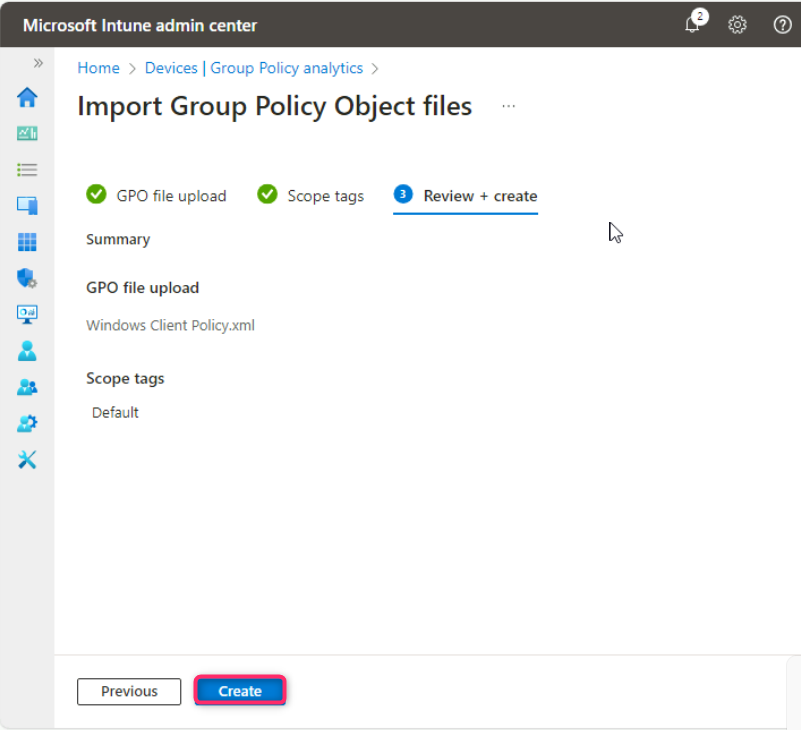 Microsoft Intune admin center
2
Home > Devices | Group Policy analytics >
Import Group Policy Object files ...
GPO file upload
Scope tags
3 Review + create
Summary
GPO file upload
Windows Client Policy.xml
Scope tags
Default
Previous
Create